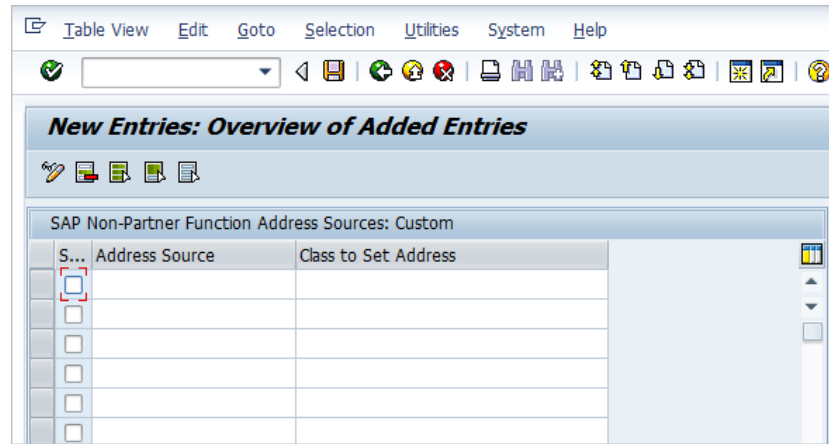 Table View Edit Goto Selection Utilities System Help
New Entries: Overview of Added Entries
SAP Non-Partner Function Address Sources: Custom
S... Address Source Class to Set Address